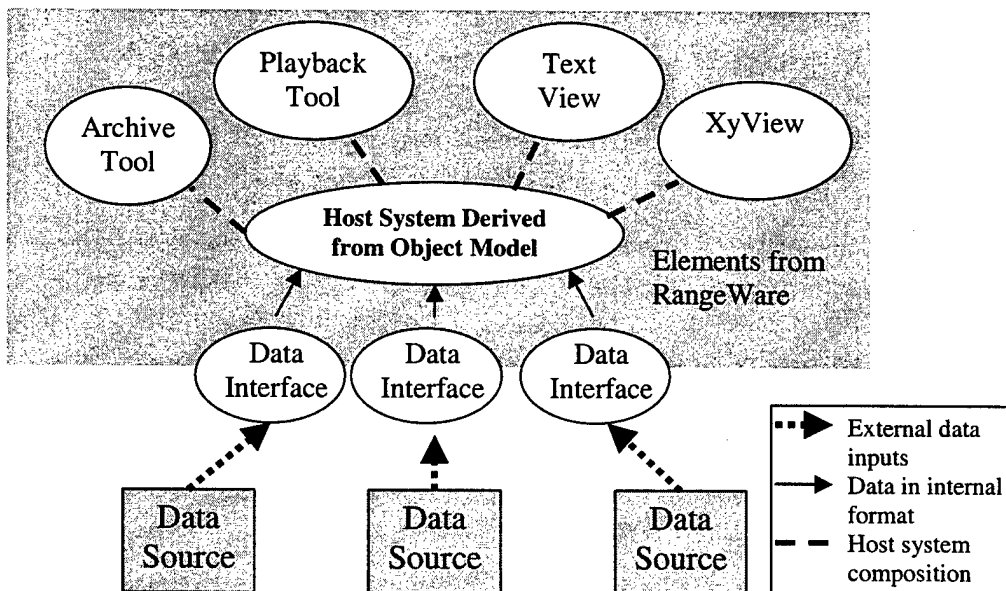 Playback
Tool
Text
View
Archive
Tool
XyView
Host System Derived
from Object Model
Elements from
RangeWare
Data
Interface
Data
Interface
Data
Interface
Data
Source
Data
Source
Data
Source
External data
inputs
Data in internal
format
Host system
composition